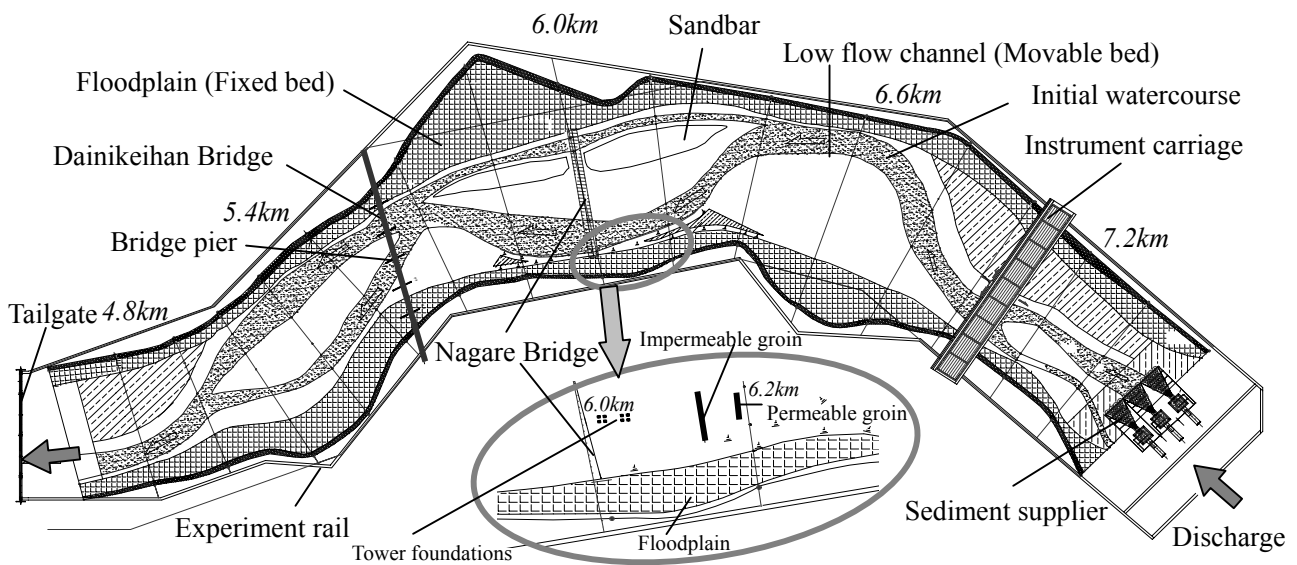 6.0km
Sandbar
Low flow channel (Movable bed)
Floodplain (Fixed bed)
6.6km
Initial watercourse
Instrument carriage
Dainikeihan Bridge
5.4km
Bridge pier
7.2km
Tailgate
4.8km
Nagare Bridge
Impermeable groin
6.0km
6.2km
Permeable groin
Sediment supplier
Experiment rail
Tower foundations
Floodplain
Discharge